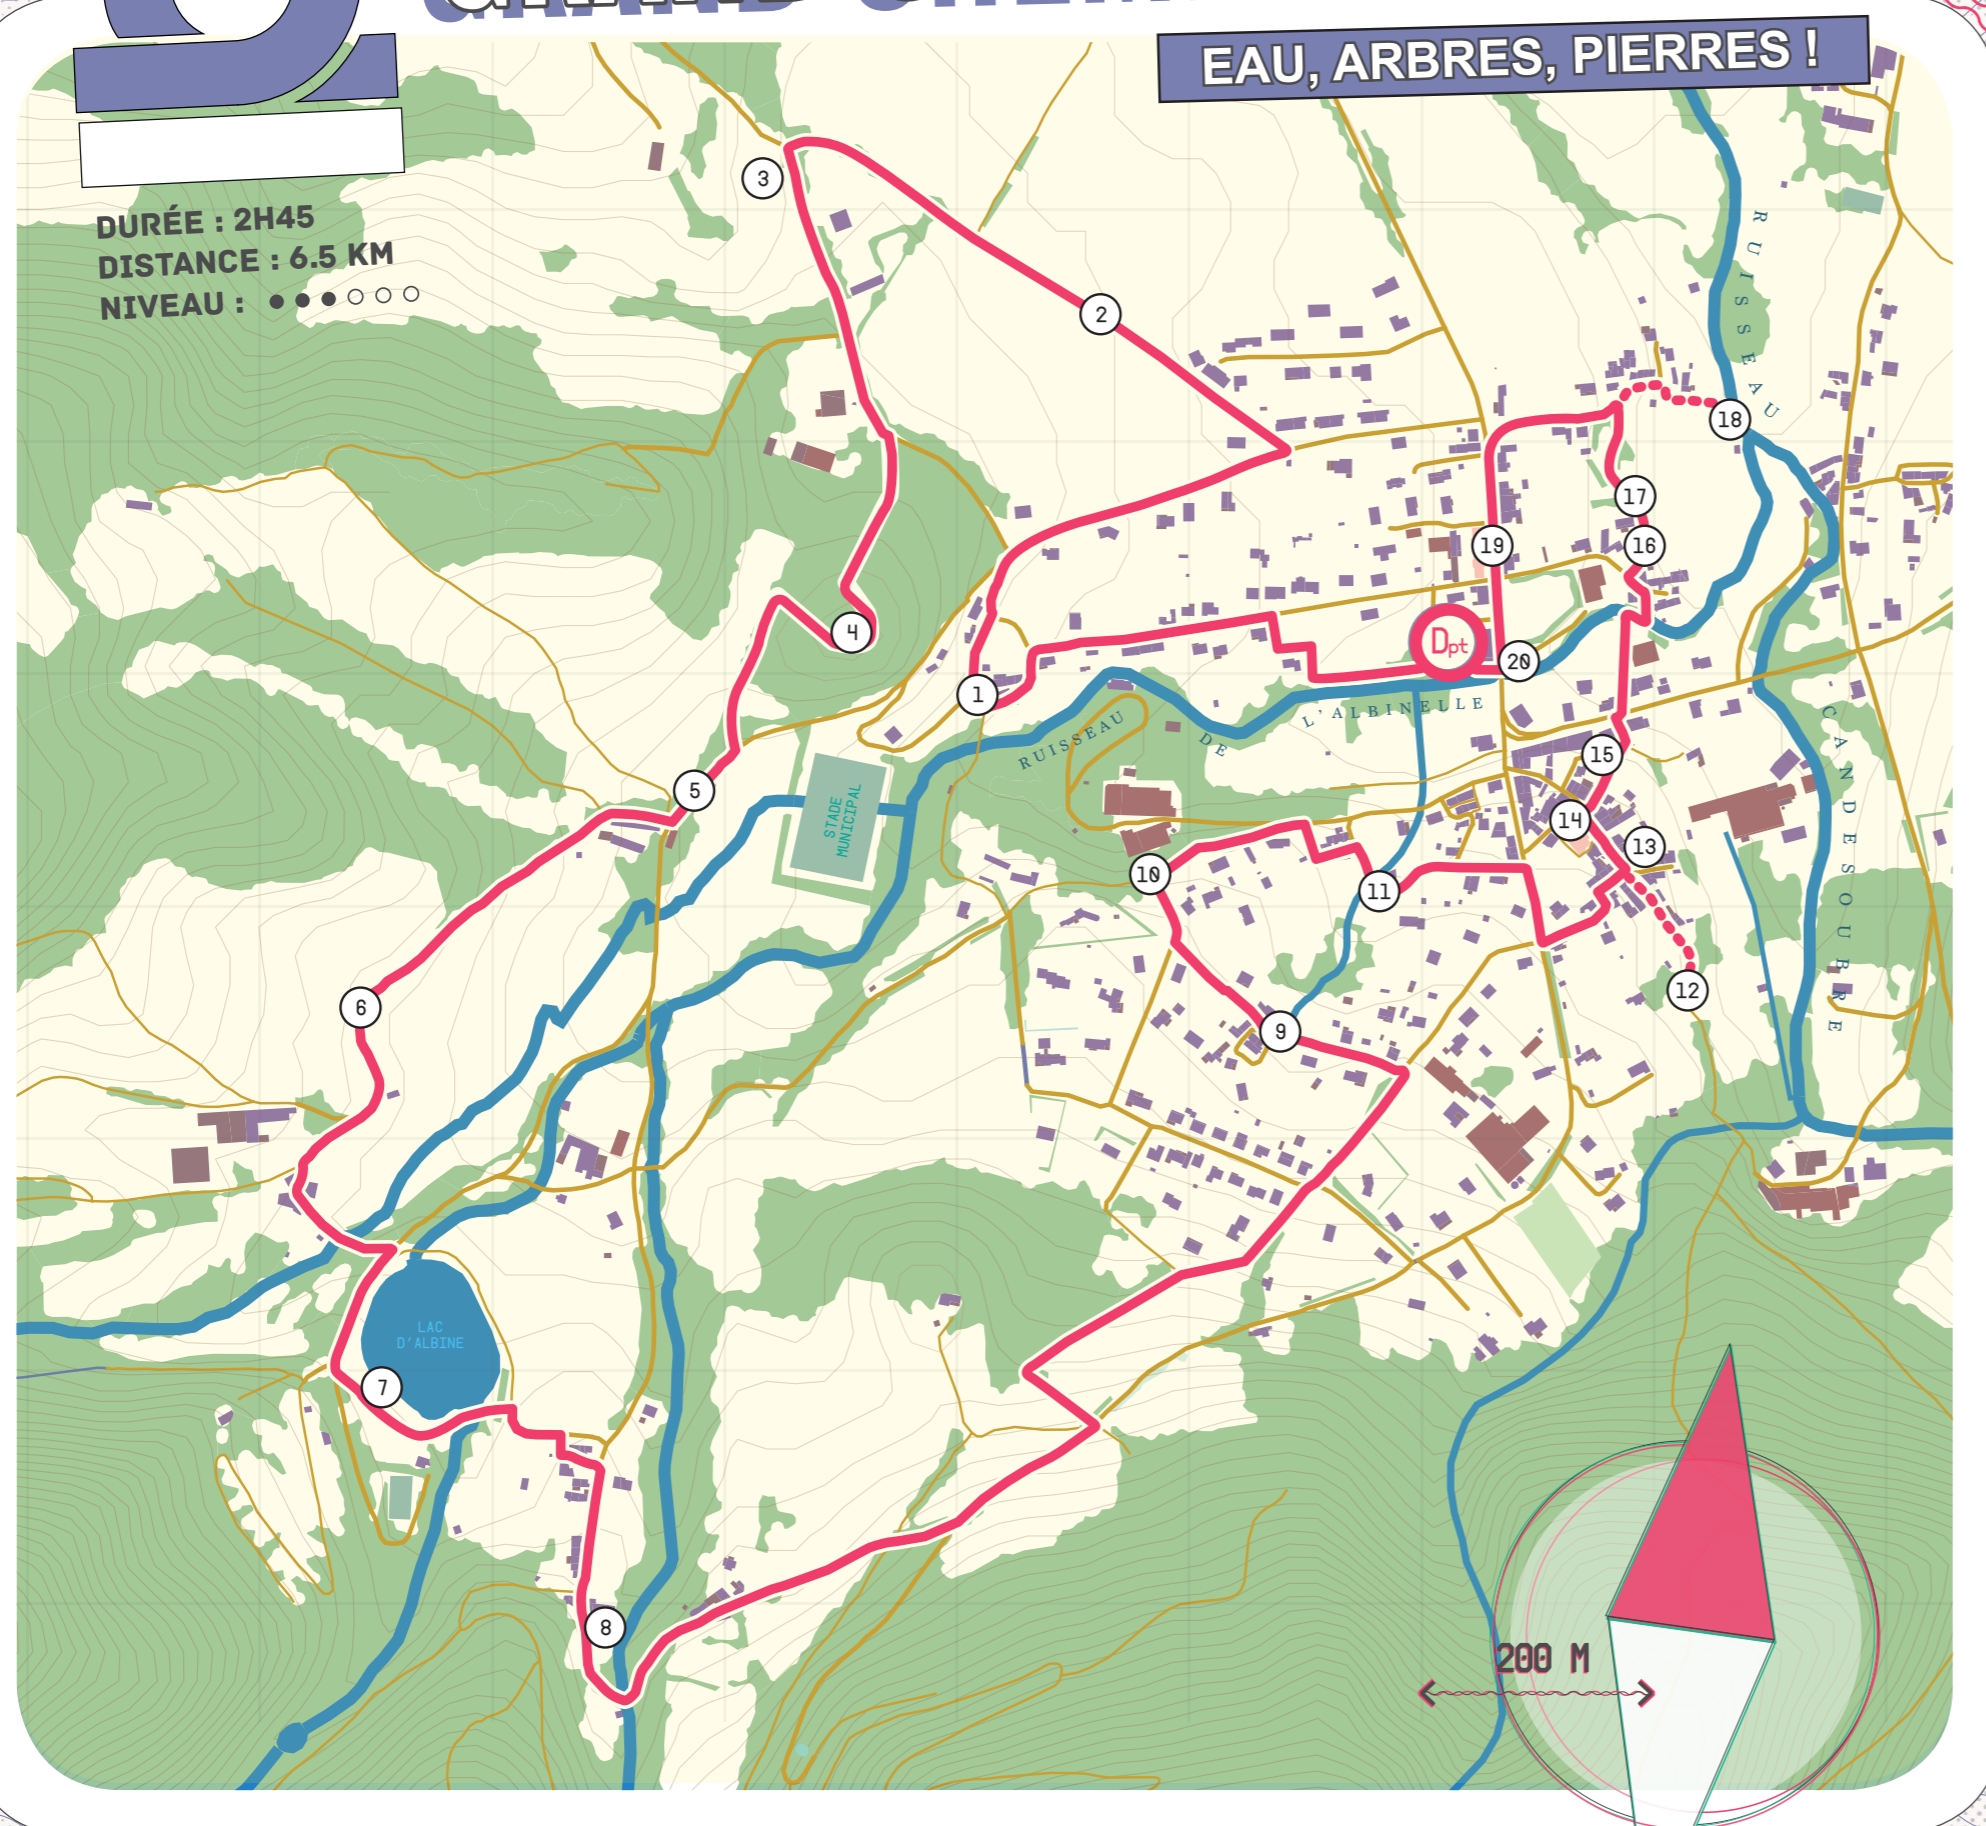 EAU, ARBRES, PIERRES !
DURÉE : 2H45
DISTANCE : 6.5 KM
NIVEAU :
3
2
RUISSEAU
18
17
16
19
4
Dpt
20
1
L'ALBINELLE
DE
RUISSEAU
CANDESOUBRE
5
STADE
MUNICIPAL
15
14
13
10
11
12
6
9
LAC
D'ALBINE
7
8
200 M